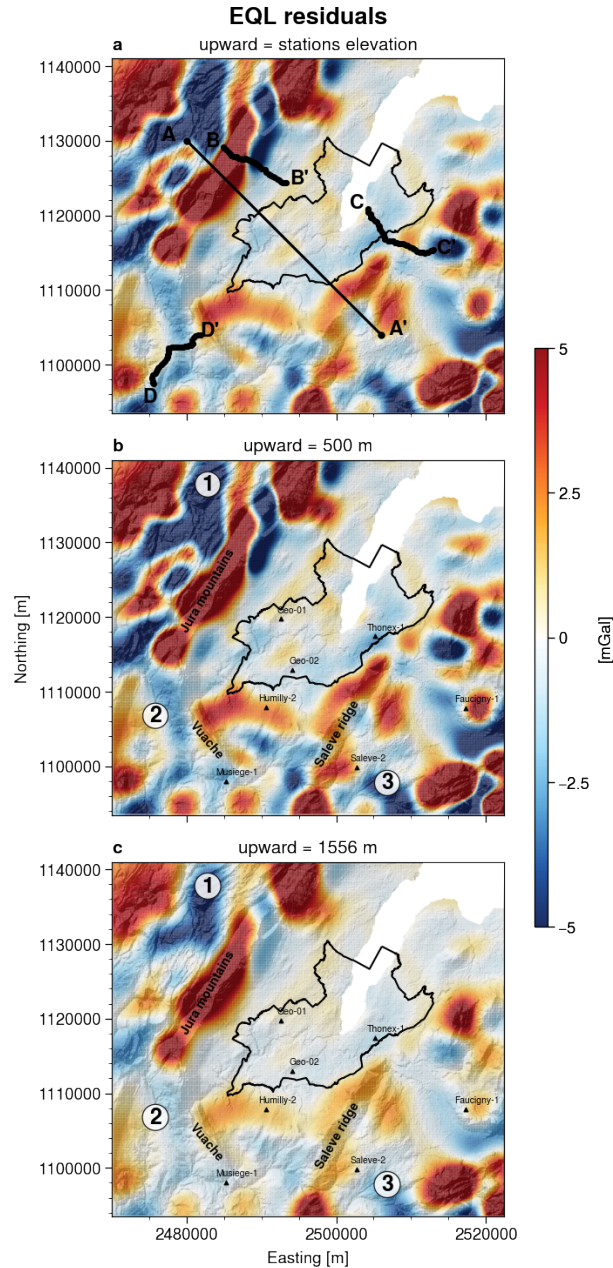 EQL residuals
a
upward = stations elevation
1140000
1130000
1120000
1110000
1100000
A
B
B'
C
C'
A'
D'
D
b
upward = 500 m
1140000
1130000
1120000
1110000
1100000
Northing [m]
1
Jura mountains
Geo-01
Thonex-1
Geo-02
Humilly-2
Faucigny-1
2
Vuache
Saleve ridge
Musiege-1
Saleve-2
3
5
2.5
0
−2.5
−5
[mGal]
c
upward = 1556 m
1140000
1130000
1120000
1110000
1100000
1
Jura mountains
Geo-01
Thonex-1
Geo-02
Humilly-2
Faucigny-1
2
Vuache
Saleve ridge
Musiege-1
Saleve-2
3
2480000
2500000
2520000
Easting [m]